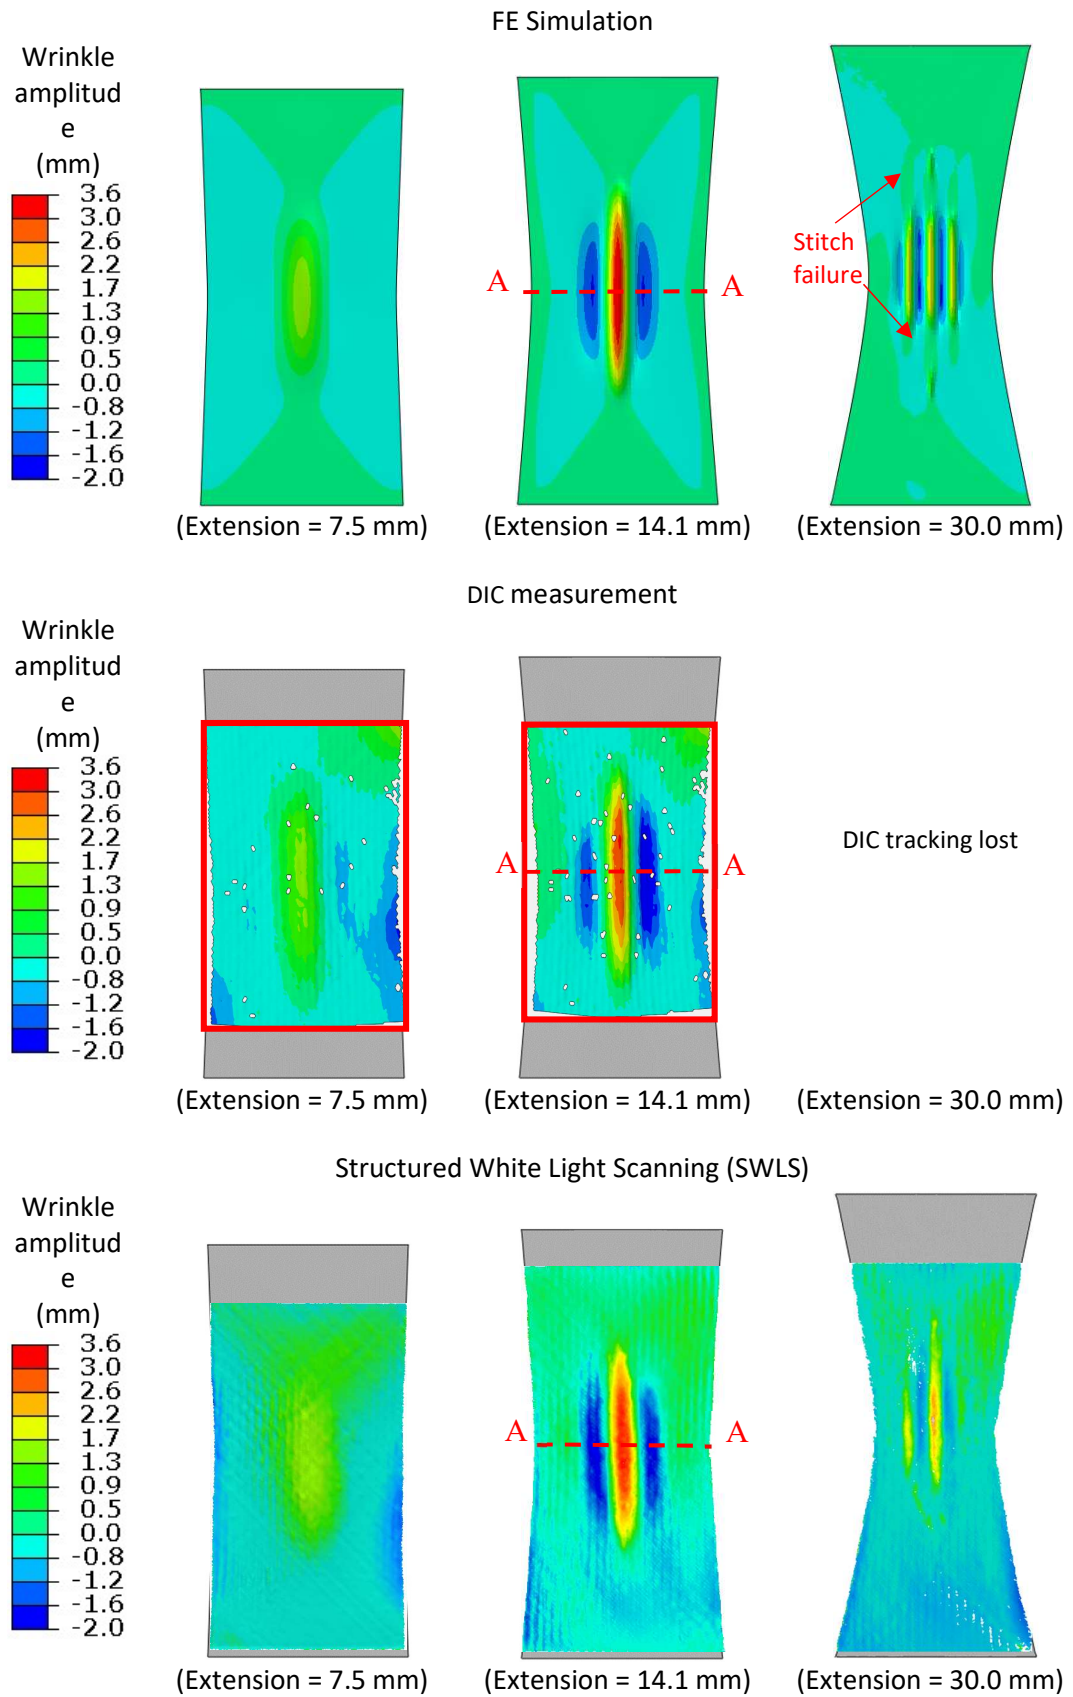 FE Simulation
Wrinkle
amplitud
e
(mm)
3.6
3.0
2.6
2.2
1.7
1.3
0.9
0.5
0.0
-0.8
-1.2
-1.6
-2.0
A A
Stitch
failure
(Extension = 7.5 mm) (Extension = 14.1 mm) (Extension = 30.0 mm)
DIC measurement
Wrinkle
amplitud
e
(mm)
3.6
3.0
2.6
2.2
1.7
1.3
0.9
0.5
0.0
-0.8
-1.2
-1.6
-2.0
A A
DIC tracking lost
(Extension = 7.5 mm) (Extension = 14.1 mm) (Extension = 30.0 mm)
Structured White Light Scanning (SWLS)
Wrinkle
amplitud
e
(mm)
3.6
3.0
2.6
2.2
1.7
1.3
0.9
0.5
0.0
-0.8
-1.2
-1.6
-2.0
A A
(Extension = 7.5 mm) (Extension = 14.1 mm) (Extension = 30.0 mm)